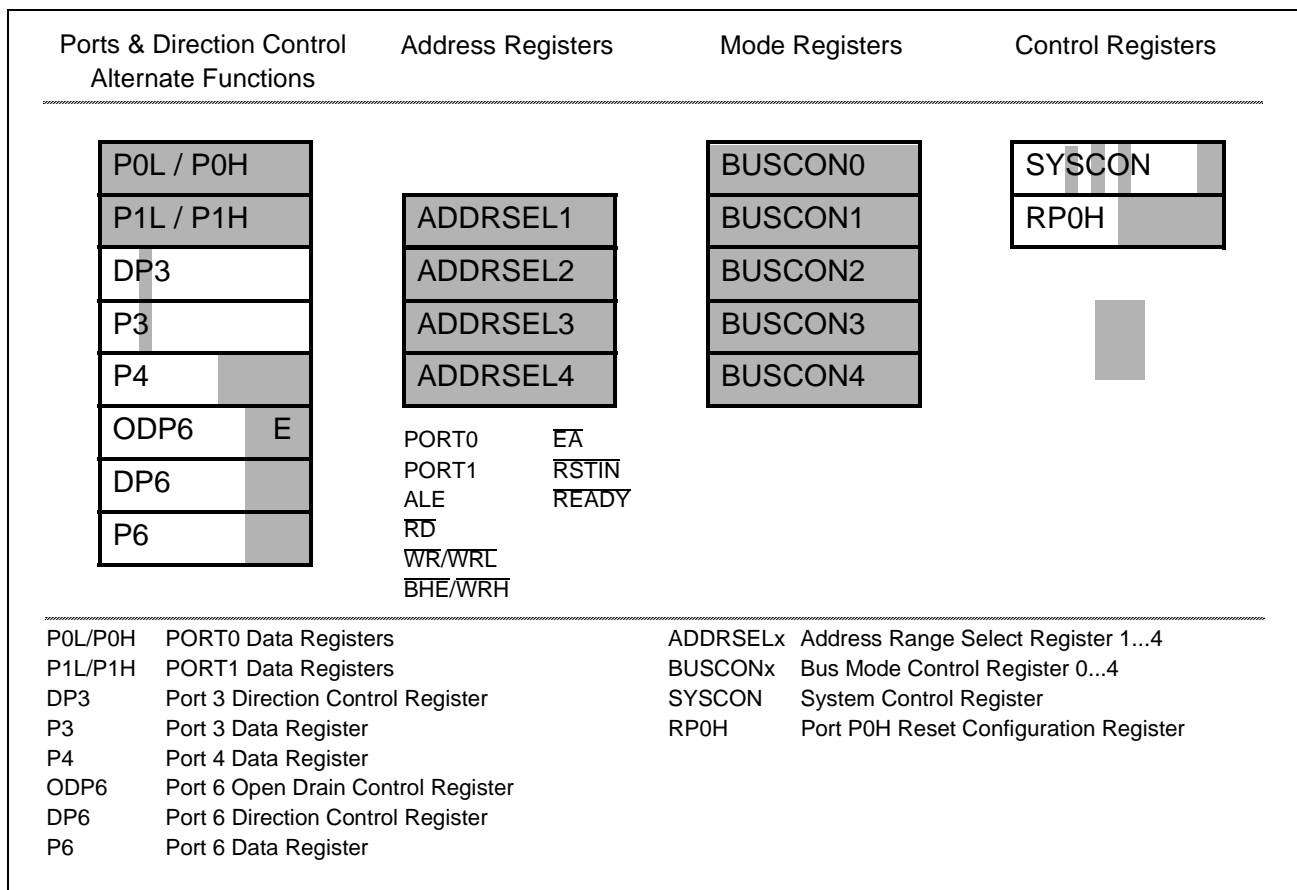 Ports & Direction Control
Alternate Functions
Address Registers
Mode Registers
Control Registers
P0L / P0H
P1L / P1H
DP3
P3
P4
ODP6 E
DP6
P6
ADDRSEL1
ADDRSEL2
ADDRSEL3
ADDRSEL4
PORT0 EA
PORT1 RSTIN
ALE READY
RD
WR/WRL
BHE/WRH
BUSCON0
BUSCON1
BUSCON2
BUSCON3
BUSCON4
SYSCON
RP0H
P0L/P0H PORT0 Data Registers
P1L/P1H PORT1 Data Registers
DP3 Port 3 Direction Control Register
P3 Port 3 Data Register
P4 Port 4 Data Register
ODP6 Port 6 Open Drain Control Register
DP6 Port 6 Direction Control Register
P6 Port 6 Data Register
ADDRSELx Address Range Select Register 1...4
BUSCONx Bus Mode Control Register 0...4
SYSCON System Control Register
RP0H Port P0H Reset Configuration Register